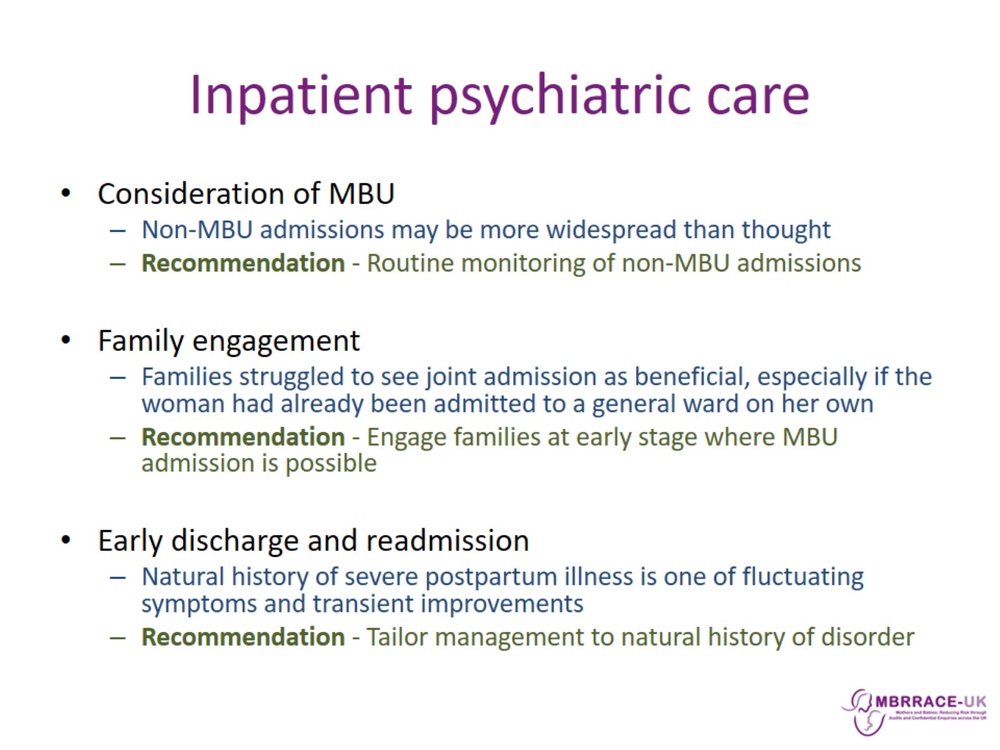 Inpatient psychiatric care
• Consideration of MBU
– Non-MBU admissions may be more widespread than thought
– Recommendation - Routine monitoring of non-MBU admissions
• Family engagement
– Families struggled to see joint admission as beneficial, especially if the
woman had already been admitted to a general ward on her own
– Recommendation - Engage families at early stage where MBU
admission is possible
• Early discharge and readmission
– Natural history of severe postpartum illness is one of fluctuating
symptoms and transient improvements
– Recommendation - Tailor management to natural history of disorder
MBRRACE-UK
Mothers and Babies: Reducing Risk through
Audits and Confidential Enquiries across the UK